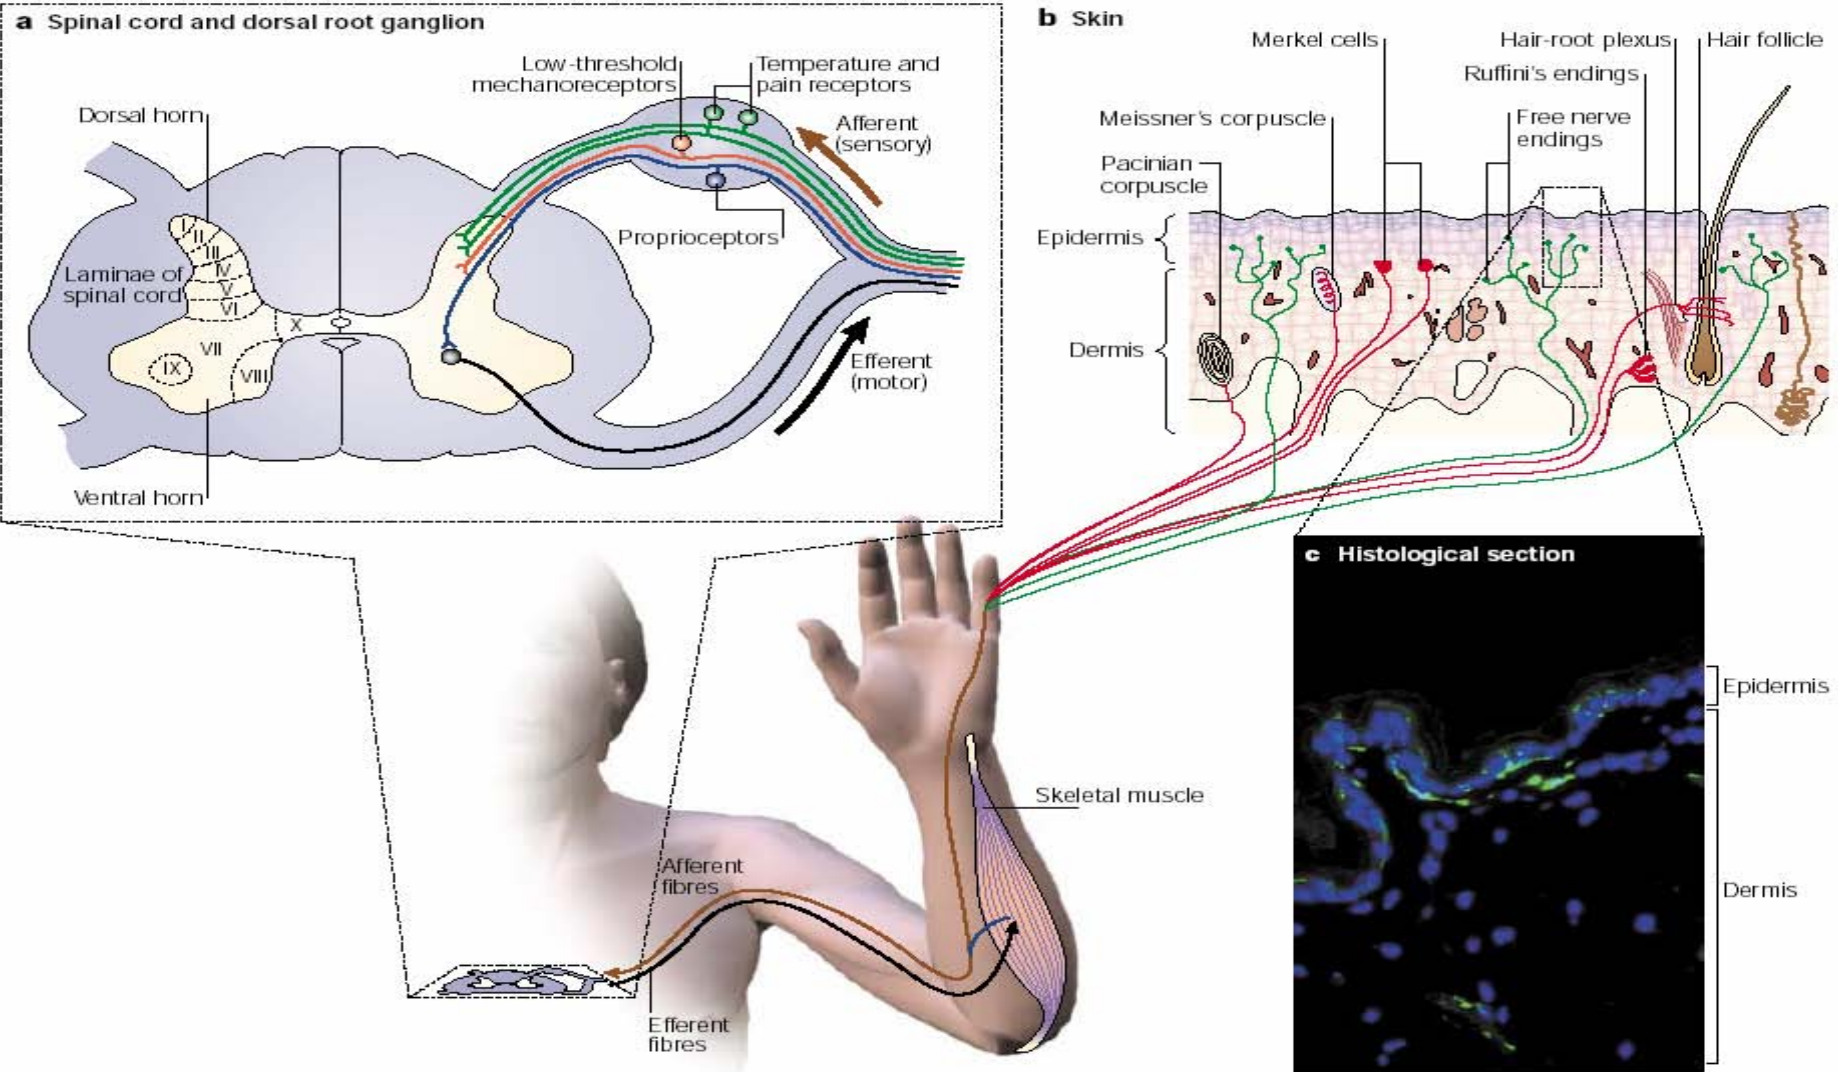 a Spinal cord and dorsal root ganglion
Low-threshold
mechanoreceptors
Temperature and
pain receptors
Dorsal horn
Afferent
(sensory)
Proprioceptors
Laminae of
spinal cord
I
II
III
IV
V
VI
X
VII
IX
VIII
Efferent
(motor)
Ventral horn
b Skin
Merkel cells
Hair-root plexus
Hair follicle
Ruffini's endings
Meissner's corpuscle
Free nerve
endings
Pacinian
corpuscle
Epidermis
Dermis
c Histological section
Epidermis
Dermis
Skeletal muscle
Afferent
fibres
Efferent
fibres